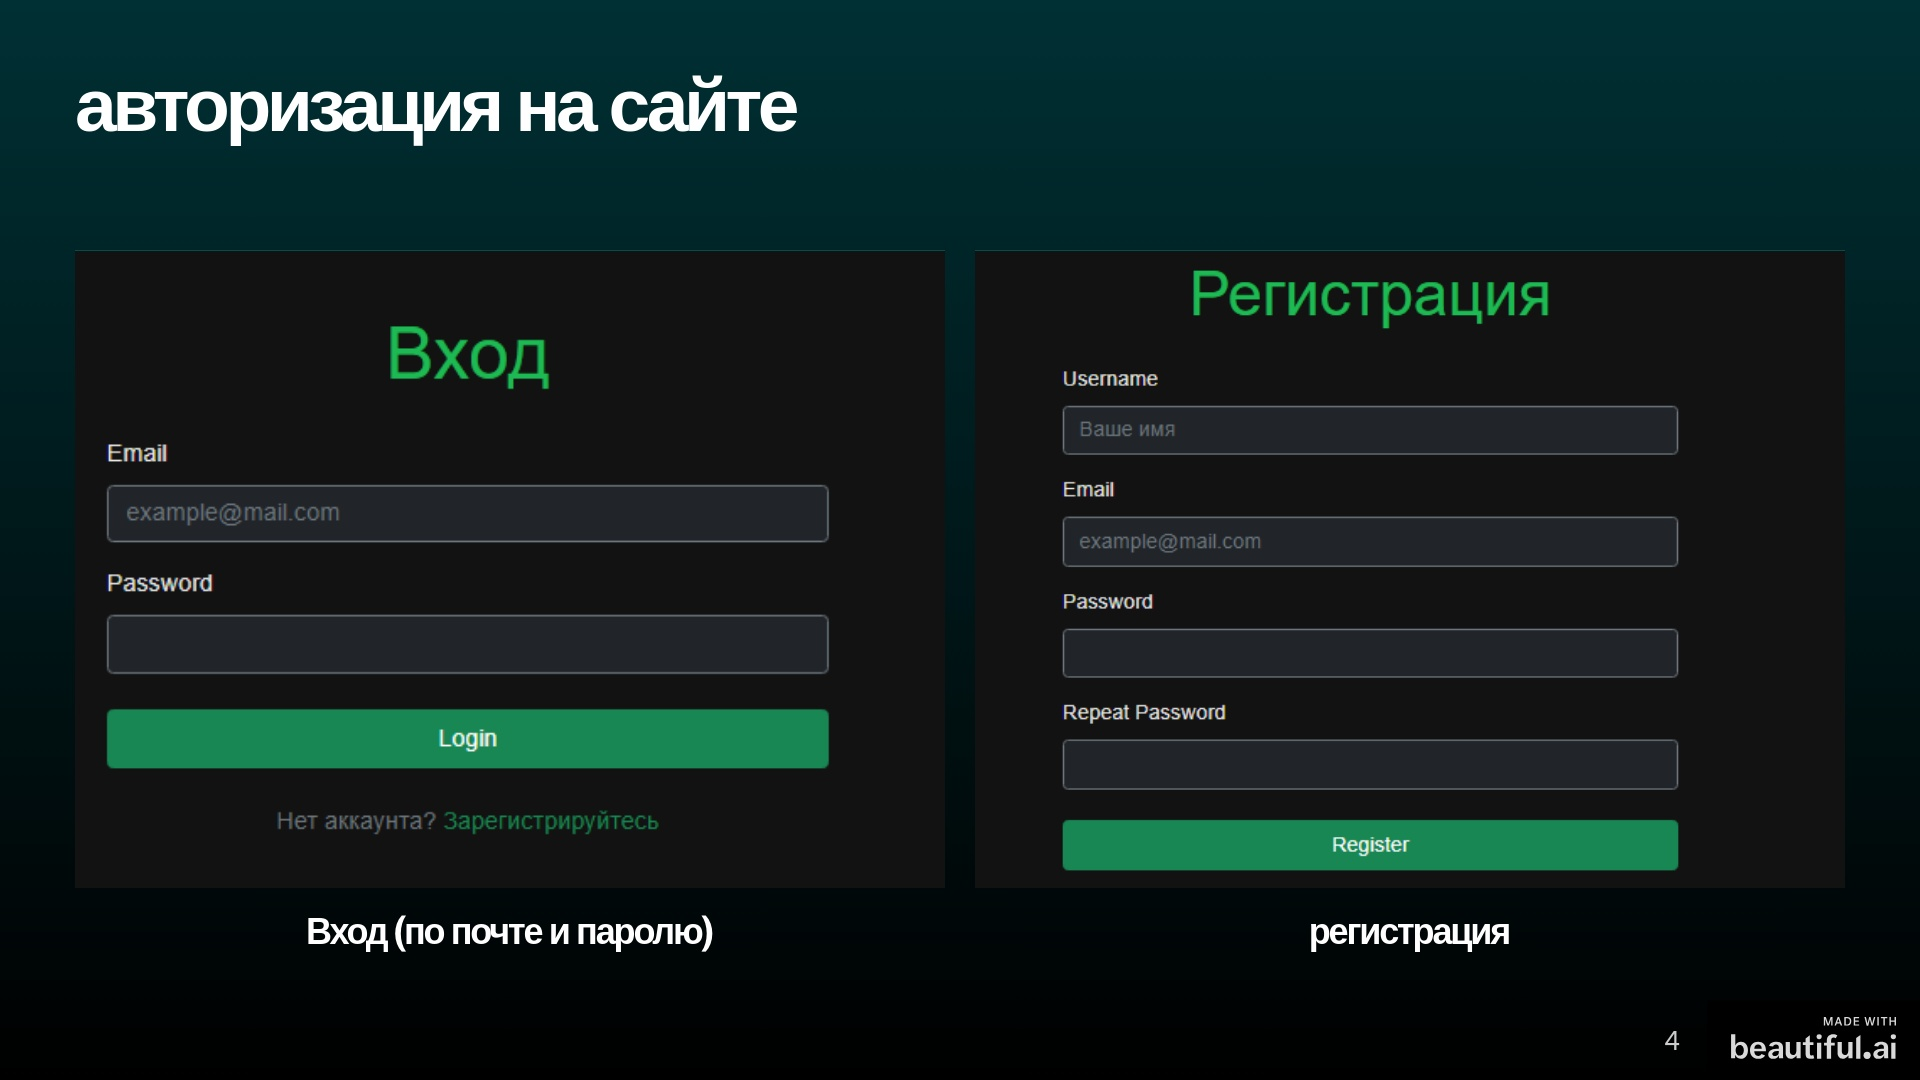 авторизация на сайте
Вход
Email
example@mail.com
Password
Login
Нет аккаунта? Зарегистрируйтесь
Вход (по почте и паролю)
Регистрация
Username
Ваше имя
Email
example@mail.com
Password
Repeat Password
Register
регистрация
4
MADE WITH
beautiful.ai